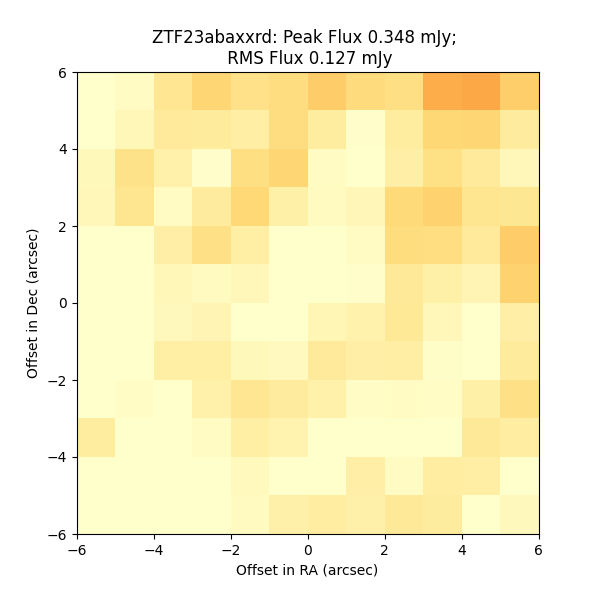 ZTF23abaxxrd: Peak Flux 0.348 mJy;
RMS Flux 0.127 mJy
6
4
2
0
−2
−4
−6
Offset in Dec (arcsec)
−6 −4 −2 0 2 4 6
Offset in RA (arcsec)